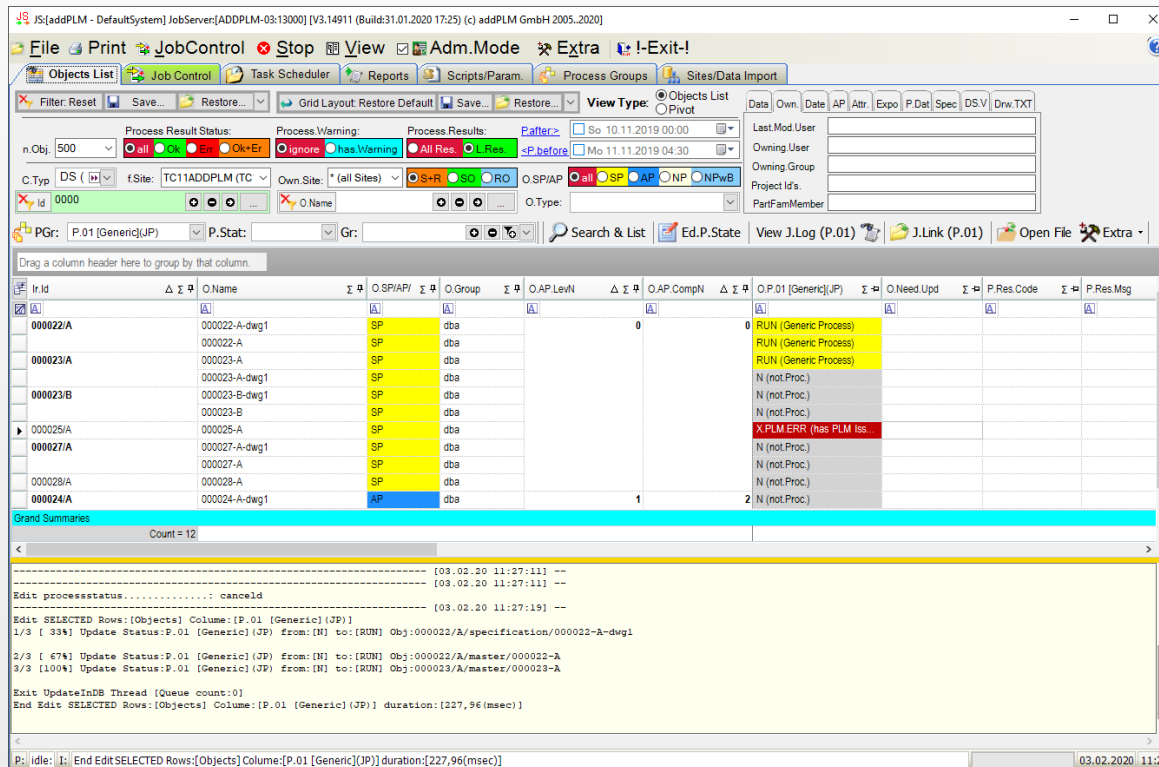 JS:[addPLM - DefaultSystem] JobServer:[ADDPLM-03:13000] [V3.14911 (Build:31.01.2020 17:25) (c) addPLM GmbH 2005..2020]
File Print JobControl Stop View Adm.Mode Extra !-Exit-!
Objects List Job Control Task Scheduler Reports Scripts/Param. Process Groups Sites/Data Import
Filter: Reset Save... Restore... Grid Layout: Restore Default Save... Restore... View Type: Objects List Pivot
Data Own. Date AP Attr. Expo P.Dat Spec DS.V Drw.TXT
Process Result Status: Process.Warning: Process.Results: P.after:> So 10.11.2019 00:00
n.Obj. 500 all Ok Err Ok+Er ignore has.Warning All Res. L.Res. <P.before Mo 11.11.2019 04:30
C.Typ DS ( f.Site: TC11ADDPLM (TC Own.Site: * (all Sites) S+R SO RO O.SP/AP all SP AP NP NPwB
Id 0000 ... O.Name ... O.Type:
Last.Mod.User
Owning.User
Owning.Group
Project Id's.
PartFamMember
PGr: P.01 [Generic](JP) P.Stat: Gr: Search & List Ed.P.State View J.Log (P.01) J.Link (P.01) Open File Extra
Drag a column header here to group by that column.
Ir.Id O.Name O.SP/AP/ O.Group O.AP.LevN O.AP.CompN O.P.01 [Generic](JP) O.Need.Upd P.Res.Code P.Res.Msg
000022/A 000022-A-dwg1 SP dba 0 0 RUN (Generic Process)
000022-A SP dba RUN (Generic Process)
000023/A 000023-A SP dba RUN (Generic Process)
000023-A-dwg1 SP dba N (not.Proc.)
000023/B 000023-B-dwg1 SP dba N (not.Proc.)
000023-B SP dba N (not.Proc.)
000025/A 000025-A SP dba X.PLM.ERR (has PLM Iss...
000027/A 000027-A-dwg1 SP dba N (not.Proc.)
000027-A SP dba N (not.Proc.)
000028/A 000028-A SP dba N (not.Proc.)
000024/A 000024-A-dwg1 AP dba 1 2 N (not.Proc.)
Grand Summaries
Count = 12
-------------------------------------------------------------------- [03.02.20 11:27:11] --
-------------------------------------------------------------------- [03.02.20 11:27:11] --
Edit processstatus..............: canceld
-------------------------------------------------------------------- [03.02.20 11:27:19] --
Edit SELECTED Rows:[Objects] Colume:[P.01 [Generic](JP)]
1/3 [ 33%] Update Status:P.01 [Generic](JP) from:[N] to:[RUN] Obj:000022/A/specification/000022-A-dwg1
2/3 [ 67%] Update Status:P.01 [Generic](JP) from:[N] to:[RUN] Obj:000022/A/master/000022-A
3/3 [100%] Update Status:P.01 [Generic](JP) from:[N] to:[RUN] Obj:000023/A/master/000023-A
Exit UpdateInDB Thread [Queue count:0]
End Edit SELECTED Rows:[Objects] Colume:[P.01 [Generic](JP)] duration:[227,96(msec)]
P: idle: I: End Edit SELECTED Rows:[Objects] Colume:[P.01 [Generic](JP)] duration:[227,96(msec)] 03.02.2020